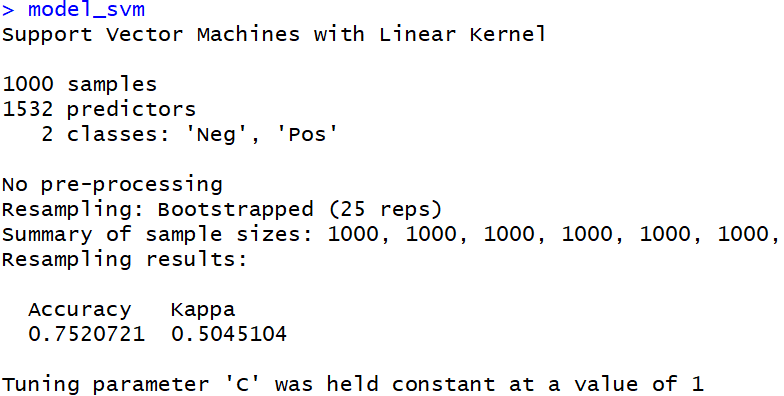 > model_svm
Support Vector Machines with Linear Kernel
1000 samples
1532 predictors
2 classes: 'Neg', 'Pos'
No pre-processing
Resampling: Bootstrapped (25 reps)
Summary of sample sizes: 1000, 1000, 1000, 1000, 1000, 1000,
Resampling results:
Accuracy Kappa
0.7520721 0.5045104
Tuning parameter 'C' was held constant at a value of 1